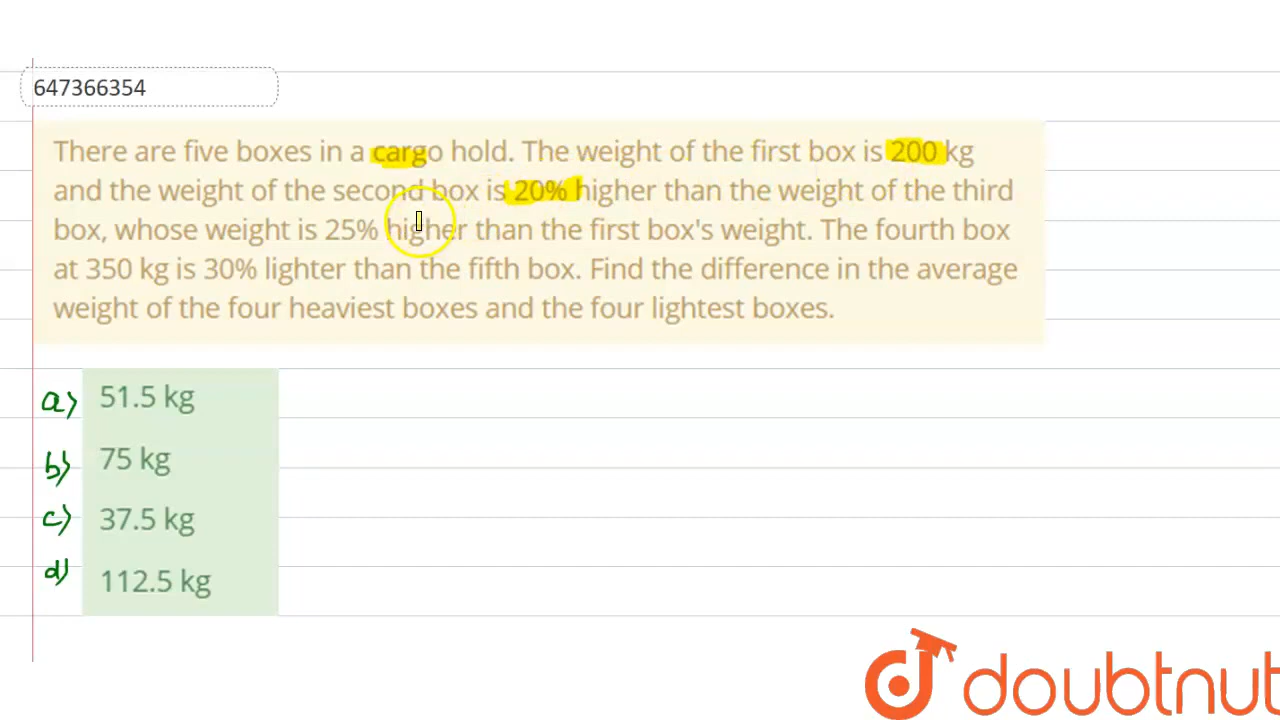 647366354
There are five boxes in a cargo hold. The weight of the first box is 200 kg
and the weight of the second box is 20% higher than the weight of the third
box, whose weight is 25% higher than the first box's weight. The fourth box
at 350 kg is 30% lighter than the fifth box. Find the difference in the average
weight of the four heaviest boxes and the four lightest boxes.
a) 51.5 kg
b) 75 kg
c) 37.5 kg
d) 112.5 kg
doubtnut